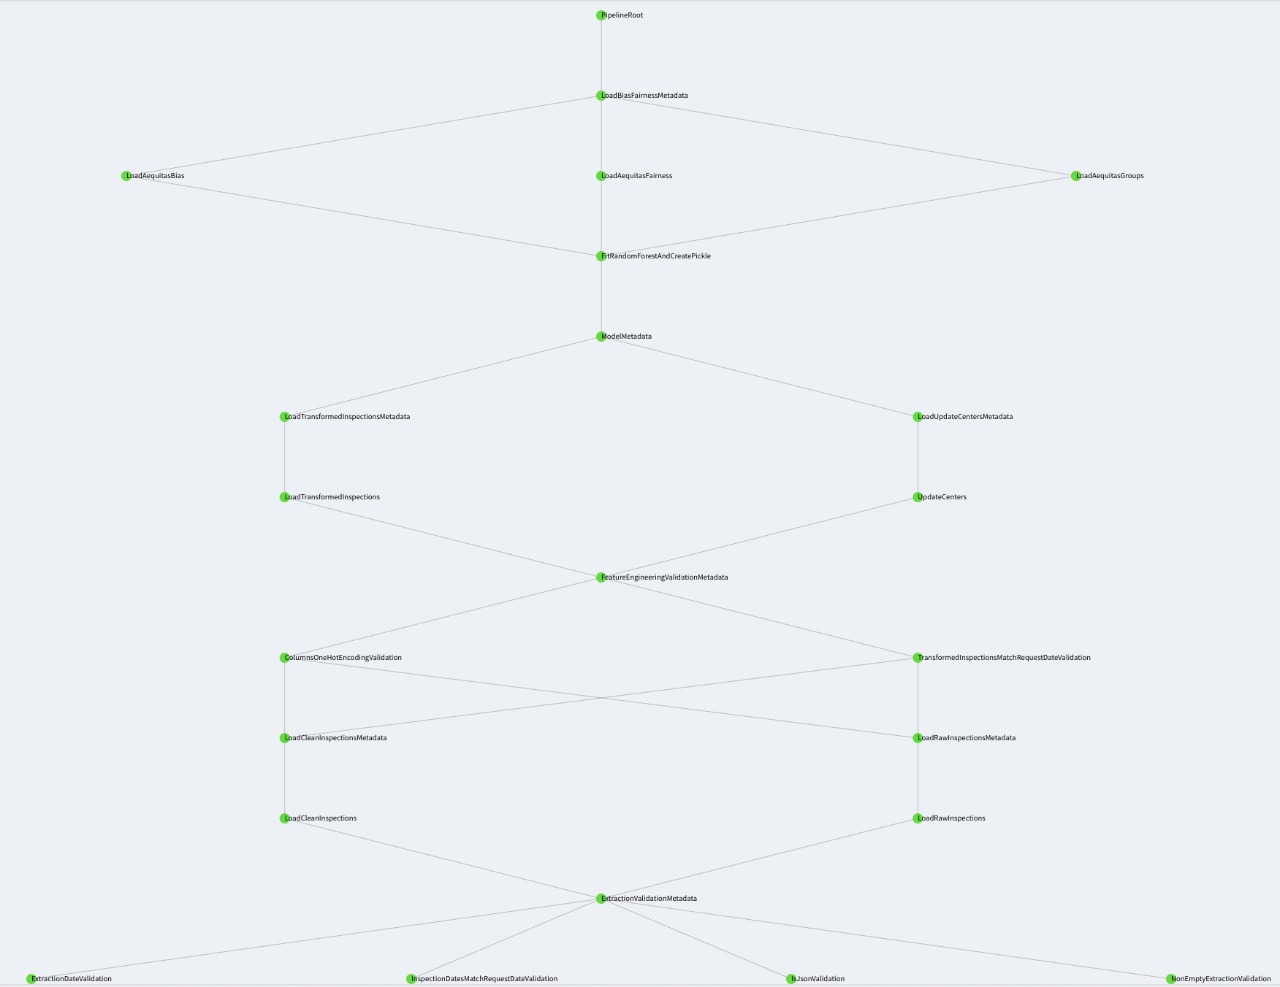 PipelineRoot
LoadBiasFairnessMetadata
LoadAequitasBias
LoadAequitasFairness
LoadAequitasGroups
FitRandomForestAndCreatePickle
ModelMetadata
LoadTransformedInspectionsMetadata
LoadUpdateCentersMetadata
LoadTransformedInspections
UpdateCenters
FeatureEngineeringValidationMetadata
ColumnsOneHotEncodingValidation
TransformedInspectionsMatchRequestDateValidation
LoadCleanInspectionsMetadata
LoadRawInspectionsMetadata
LoadCleanInspections
LoadRawInspections
ExtractionValidationMetadata
ExtractionDateValidation
InspectionDatesMatchRequestDateValidation
IsJsonValidation
NonEmptyExtractionValidation